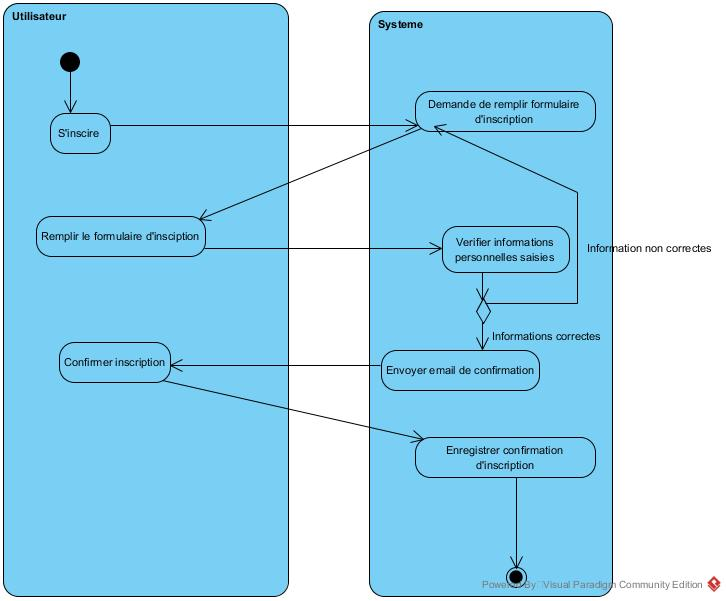 Utilisateur
Systeme
Demande de remplir formulaire
d'inscription
S'inscire
Remplir le formulaire d'insciption
Verifier informations
personnelles saisies
Information non correctes
Informations correctes
Confirmer inscription
Envoyer email de confirmation
Enregistrer confirmation
d'inscription
Powered By Visual Paradigm Community Edition